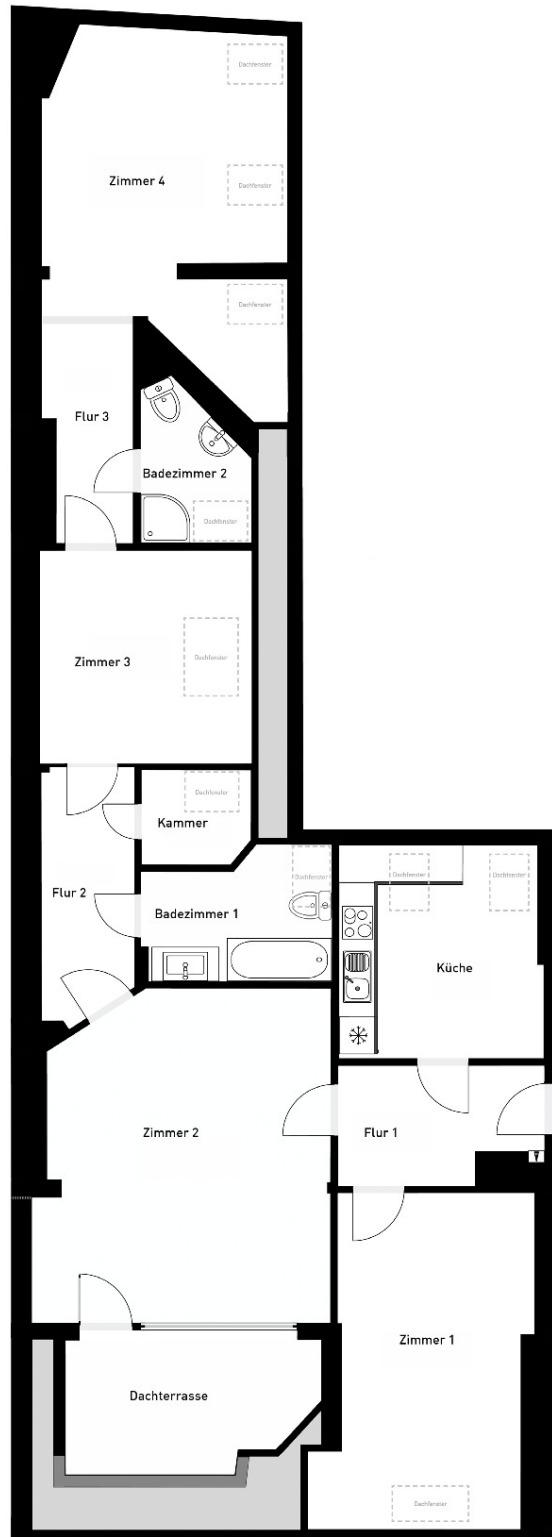 Dachfenster
Zimmer 4
Dachfenster
Dachfenster
Flur 3
Badezimmer 2
Dachfenster
Zimmer 3
Dachfenster
Dachfenster
Kammer
Dachfenster
Dachfenster
Dachfenster
Flur 2
Badezimmer 1
Küche
Zimmer 2
Flur 1
Zimmer 1
Dachterrasse
Dachfenster